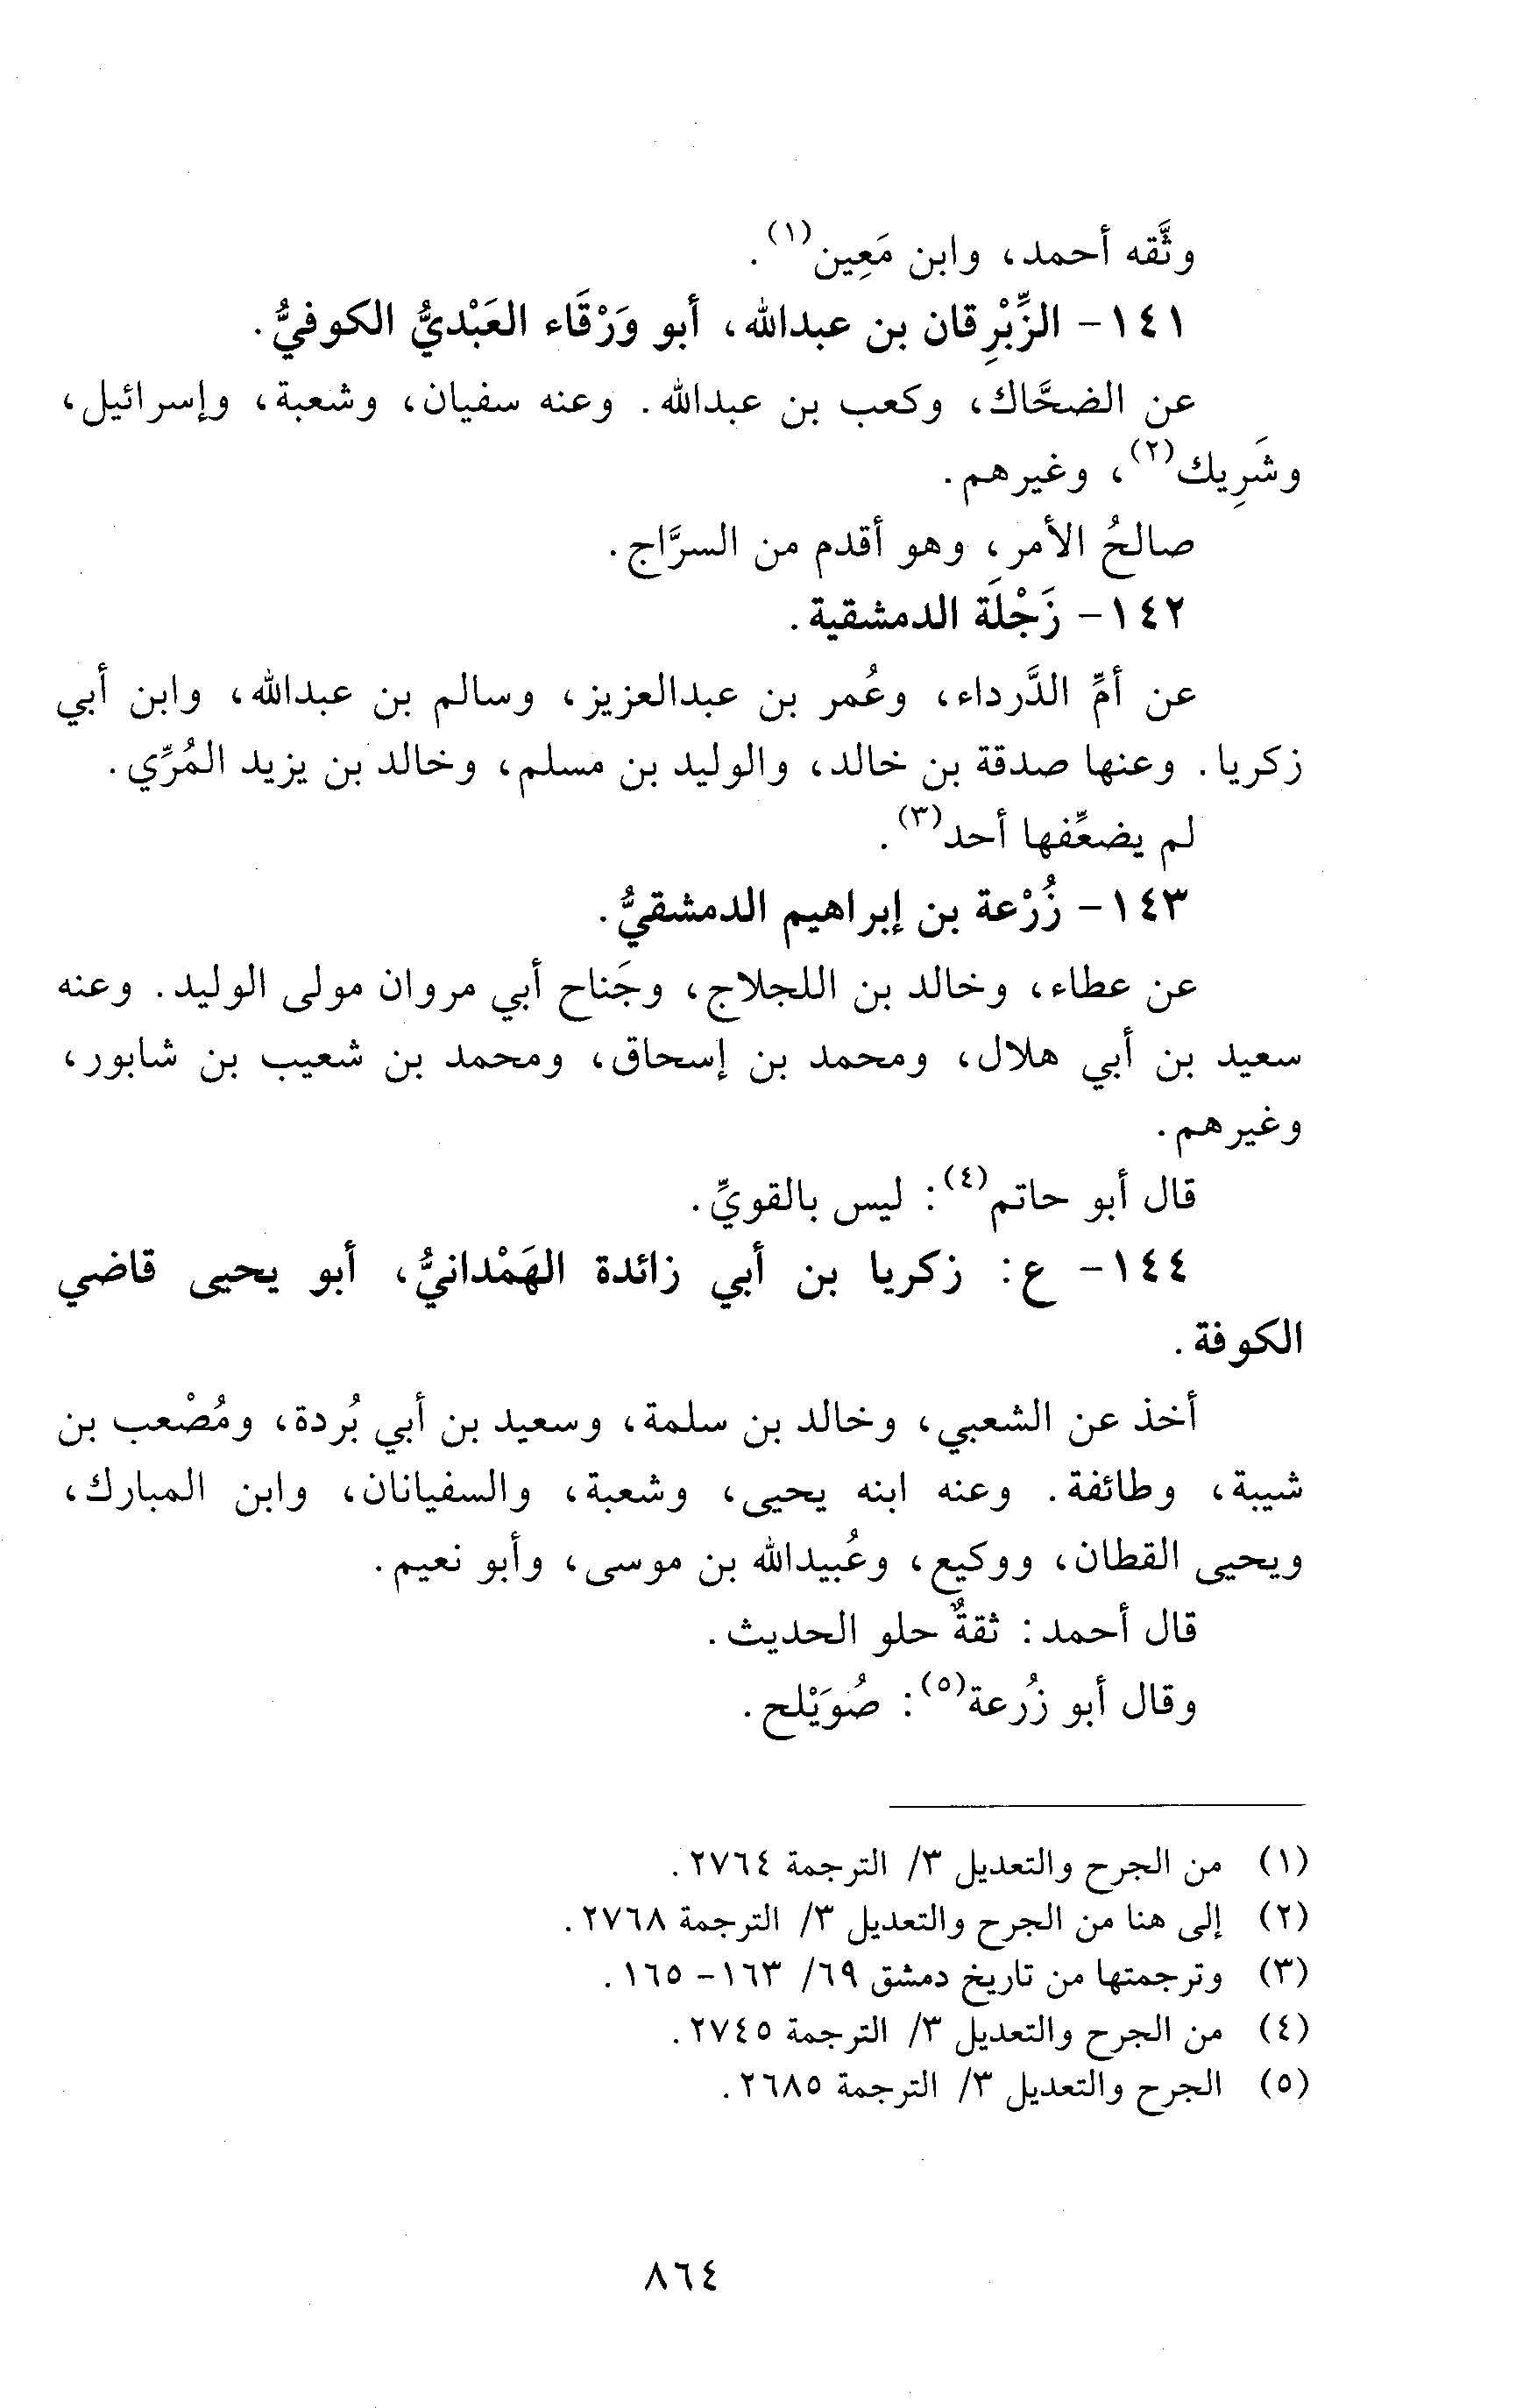 وثَّقه أحمد، وابن مَعِين(١).
١٤١- الزِّبْرِقان بن عبدالله، أبو وَرْقَاء العَبْديُّ الكوفيُّ.
عن الضحَّاك، وكعب بن عبدالله. وعنه سفيان، وشعبة، وإسرائيل،
وشَرِيك(٢)، وغيرهم.
صالحُ الأمر، وهو أقدم من السرَّاج.
١٤٢- زَجْلَة الدمشقية.
عن أمِّ الدَّرداء، وعُمر بن عبدالعزيز، وسالم بن عبدالله، وابن أبي
زكريا. وعنها صدقة بن خالد، والوليد بن مسلم، وخالد بن يزيد المُرِّي.
لم يضعِّفها أحد(٣).
١٤٣- زُرْعة بن إبراهيم الدمشقيُّ.
عن عطاء، وخالد بن اللجلاج، وجَناح أبي مروان مولى الوليد. وعنه
سعيد بن أبي هلال، ومحمد بن إسحاق، ومحمد بن شعيب بن شابور،
وغيرهم.
قال أبو حاتم(٤): ليس بالقويِّ.
١٤٤- ع: زكريا بن أبي زائدة الهَمْدانيُّ، أبو يحيى قاضي
الكوفة.
أخذ عن الشعبي، وخالد بن سلمة، وسعيد بن أبي بُردة، ومُصْعب بن
شيبة، وطائفة. وعنه ابنه يحيى، وشعبة، والسفيانان، وابن المبارك،
ويحيى القطان، ووكيع، وعُبيدالله بن موسى، وأبو نعيم.
قال أحمد: ثقةٌ حلو الحديث.
وقال أبو زُرعة(٥): صُوَيْلح.
(١) من الجرح والتعديل ٣/ الترجمة ٢٧٦٤.
(٢) إلى هنا من الجرح والتعديل ٣/ الترجمة ٢٧٦٨.
(٣) وترجمتها من تاريخ دمشق ٦٩/ ١٦٣- ١٦٥.
(٤) من الجرح والتعديل ٣/ الترجمة ٢٧٤٥.
(٥) الجرح والتعديل ٣/ الترجمة ٢٦٨٥.
٨٦٤